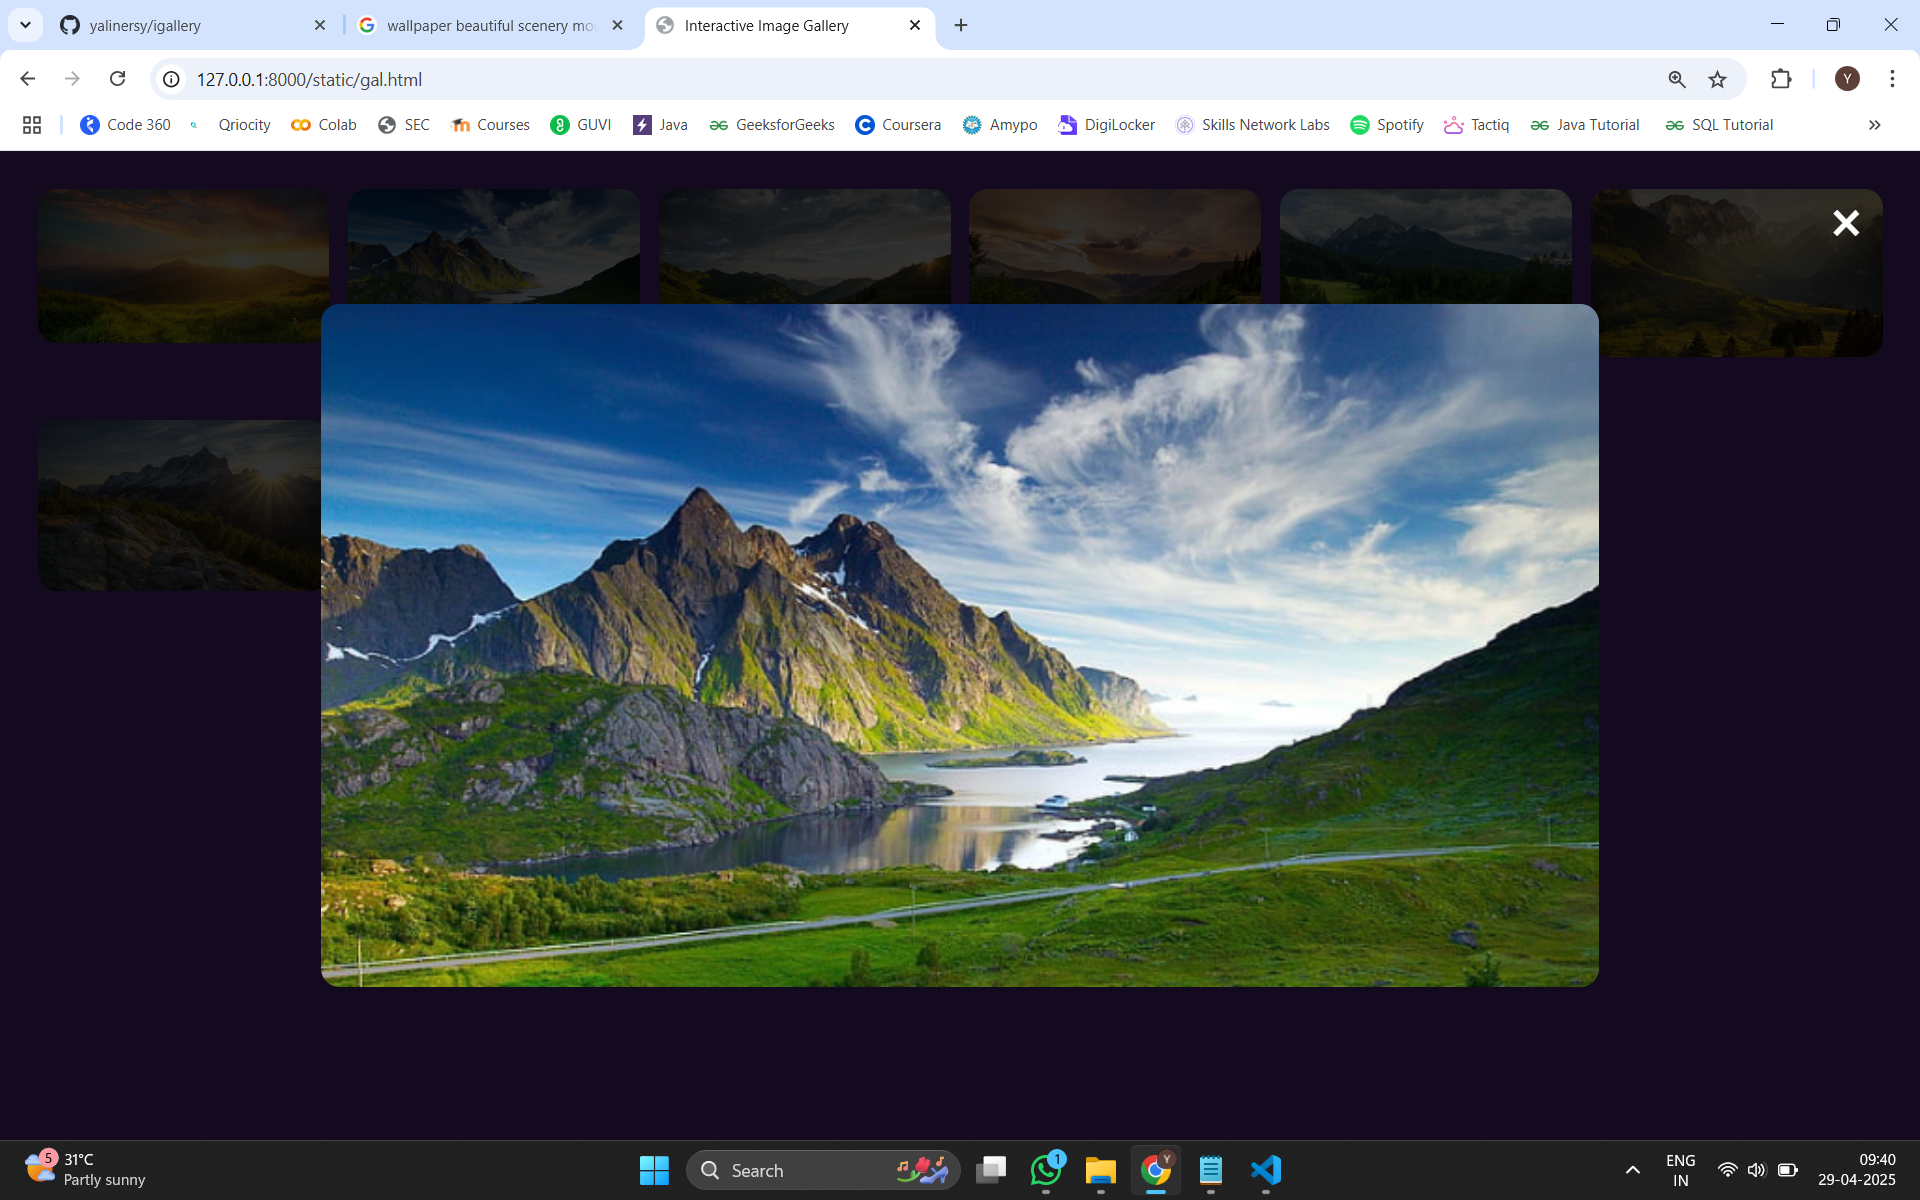 yalinersy/igallery
wallpaper beautiful scenery mo
Interactive Image Gallery
127.0.0.1:8000/static/gal.html
Y
Code 360
Qriocity
Colab
SEC
Courses
GUVI
Java
GeeksforGeeks
Coursera
Amypo
DigiLocker
Skills Network Labs
Spotify
Tactiq
Java Tutorial
SQL Tutorial
5
31°C
Partly sunny
Search
1
Y
ENG
IN
09:40
29-04-2025